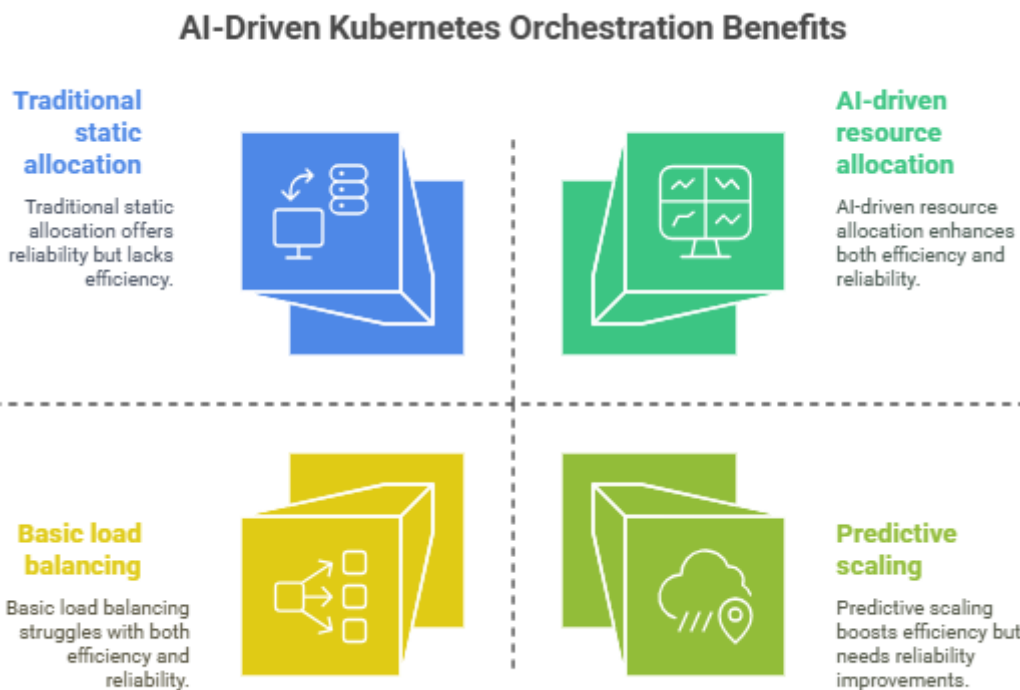 AI-Driven Kubernetes Orchestration Benefits
Traditional
static
allocation
Traditional static
allocation offers
reliability but lacks
efficiency.
AI-driven
resource
allocation
AI-driven resource
allocation enhances
both efficiency and
reliability.
Basic load
balancing
Basic load balancing
struggles with both
efficiency and
reliability.
Predictive
scaling
Predictive scaling
boosts efficiency but
needs reliability
improvements.